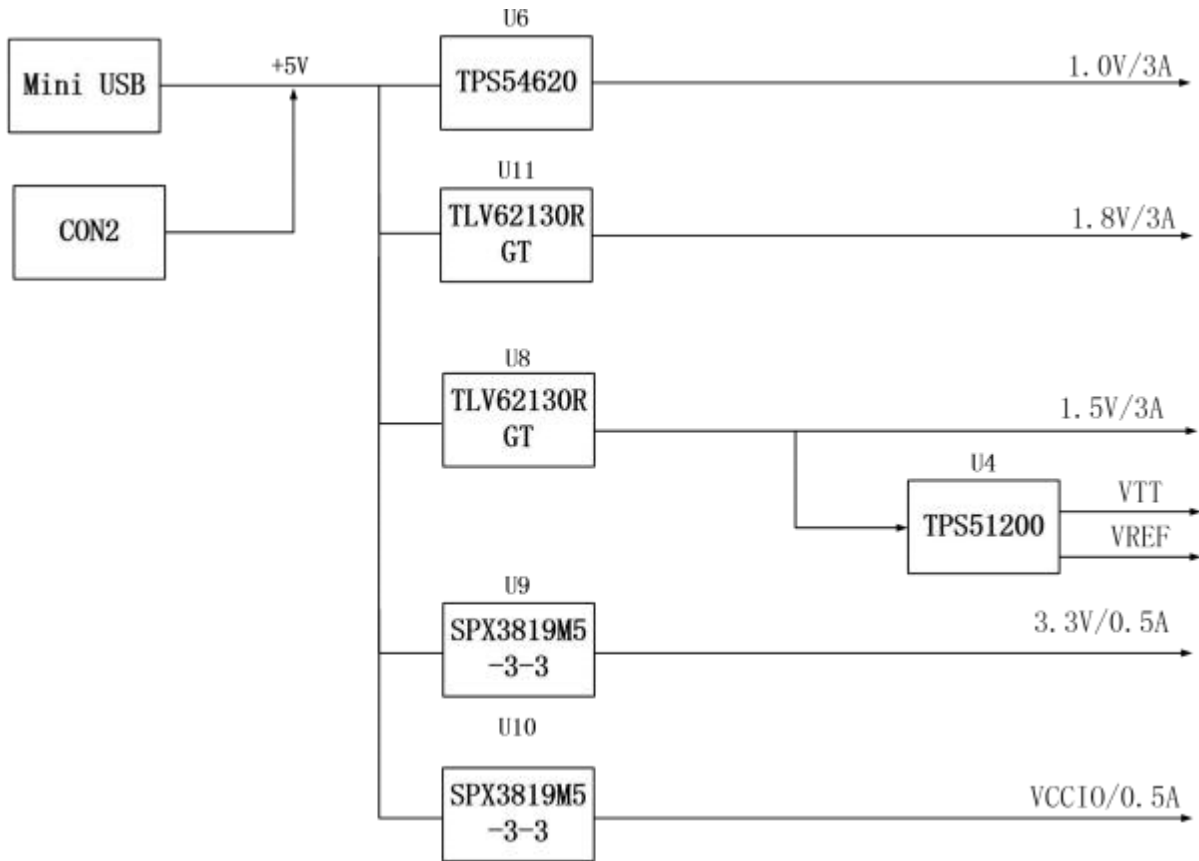 U6
Mini USB
+5V
TPS54620
1.0V/3A
U11
CON2
TLV62130R
GT
1.8V/3A
U8
TLV62130R
GT
1.5V/3A
U4
TPS51200
VTT
VREF
U9
SPX3819M5
-3-3
3.3V/0.5A
U10
SPX3819M5
-3-3
VCCIO/0.5A